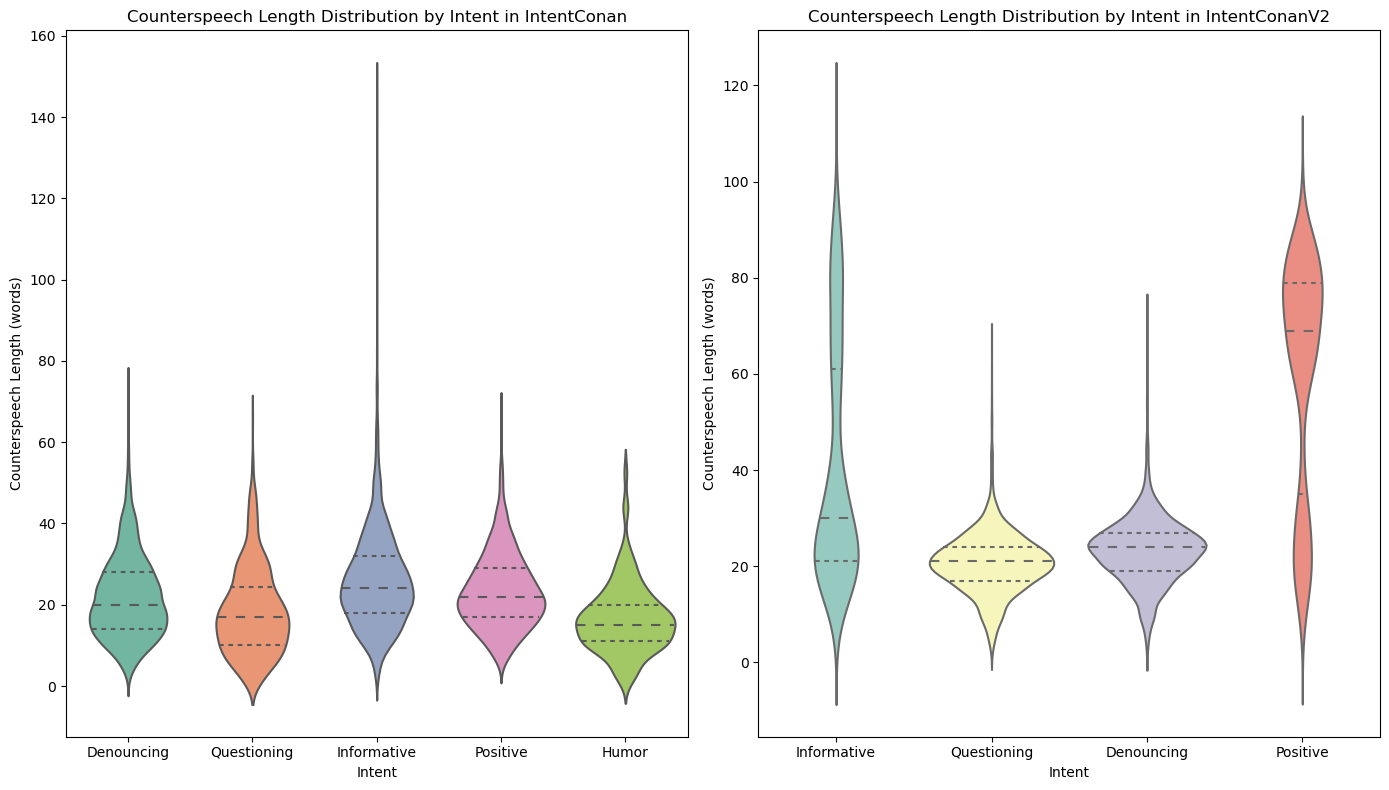 Counterspeech Length Distribution by Intent in IntentConan
160
140
120
100
80
60
40
20
0
Counterspeech Length (words)
Denouncing Questioning Informative Positive Humor
Intent
Counterspeech Length Distribution by Intent in IntentConanV2
120
100
80
60
40
20
0
Counterspeech Length (words)
Informative Questioning Denouncing Positive
Intent